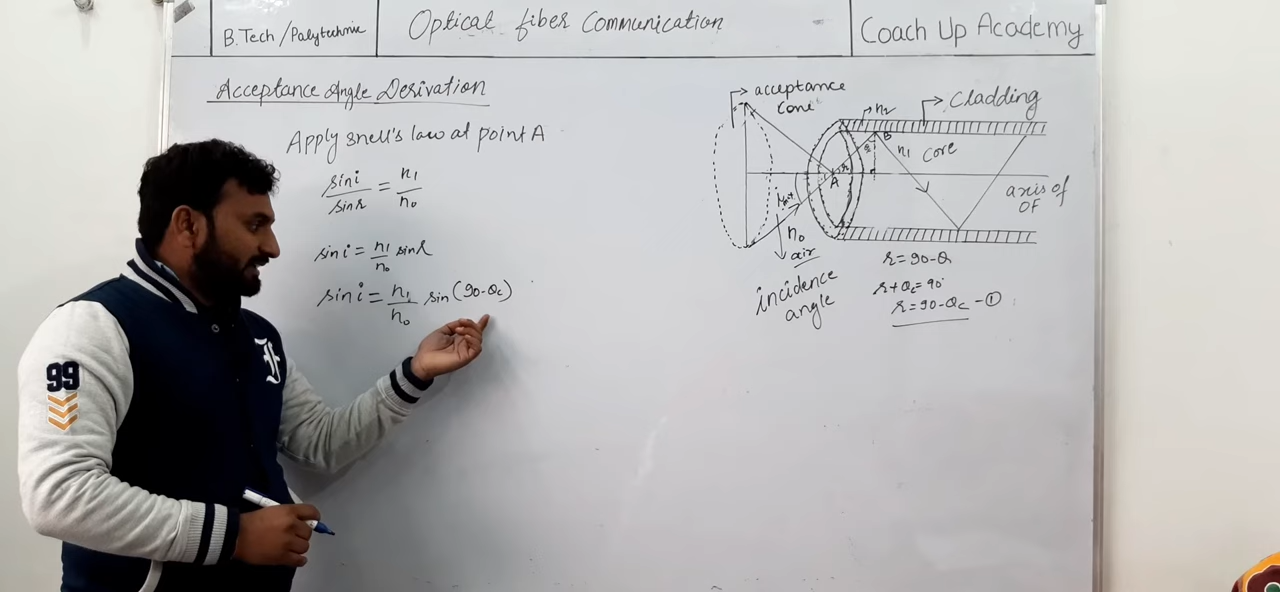 B.Tech/Polytechnic
Optical fiber Communication
Coach Up Academy
Acceptance Angle Derivation
Apply snell's law at point A
sin i / sin r = n₁ / n₀
sin i = n₁/n₀ sin r
sin i = n₁/n₀ sin (90-θc)
acceptance cone
n₂
Cladding
B
θ
n₁ core
r
A
axis of
OF
n₀
air
incidence
angle
r = 90-θ
r + θc = 90°
r = 90-θc -①
99